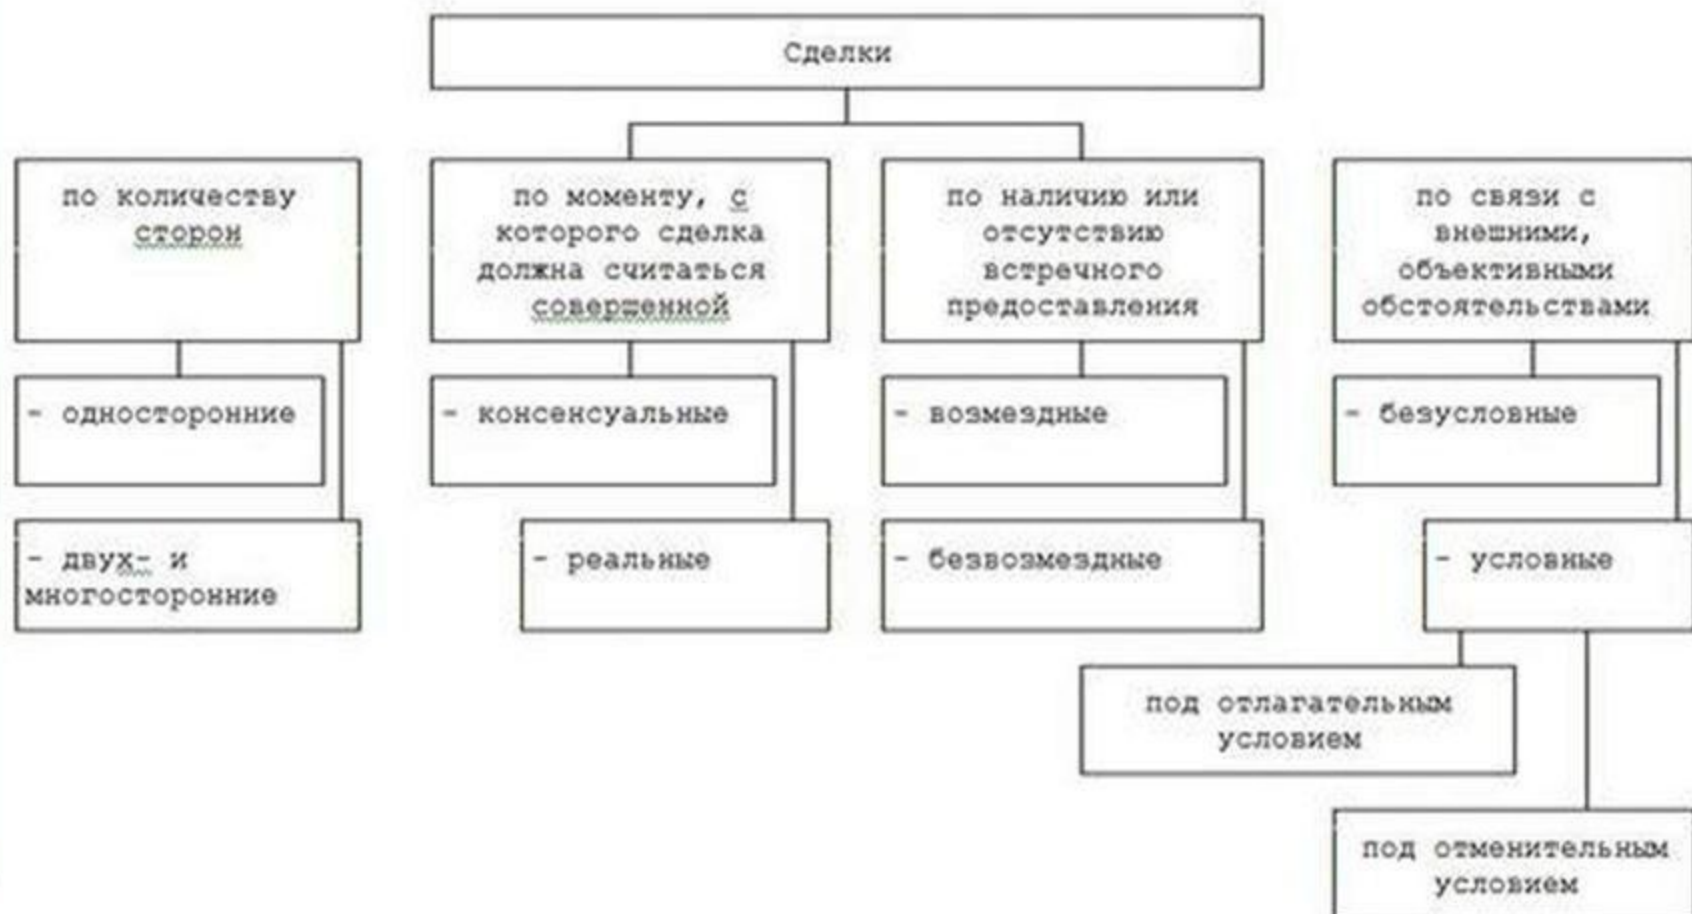 Сделки
по количеству
сторон
по моменту, с
которого сделка
должна считаться
совершенной
по наличию или
отсутствию
встречного
предоставления
по связи с
внешними,
объективными
обстоятельствами
- односторонние
- консенсуальные
- возмездные
- безусловные
- двух- и
многосторонние
- реальные
- безвозмездные
- условные
под отлагательным
условием
под отменительным
условием